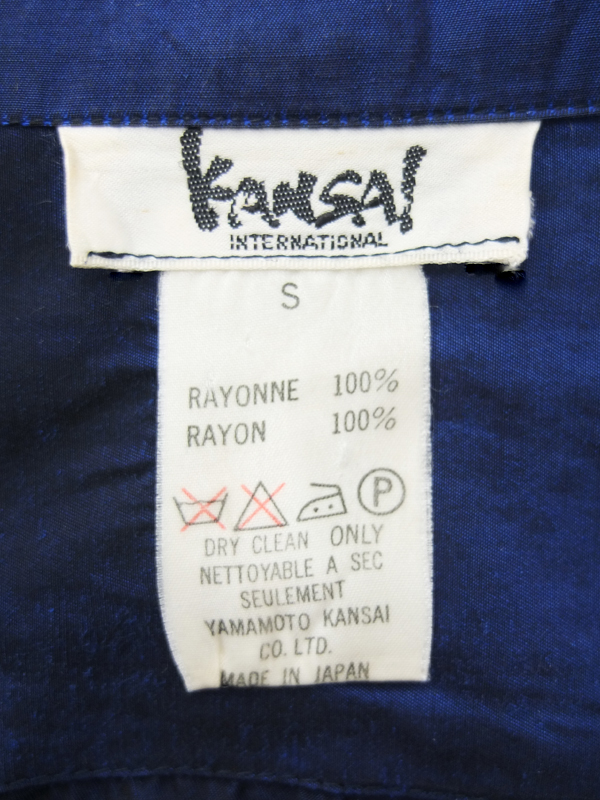 KANSAI
INTERNATIONAL
S
RAYONNE 100%
RAYON 100%
P
DRY CLEAN ONLY
NETTOYABLE A SEC
SEULEMENT
YAMAMOTO KANSAI
CO. LTD.
MADE IN JAPAN